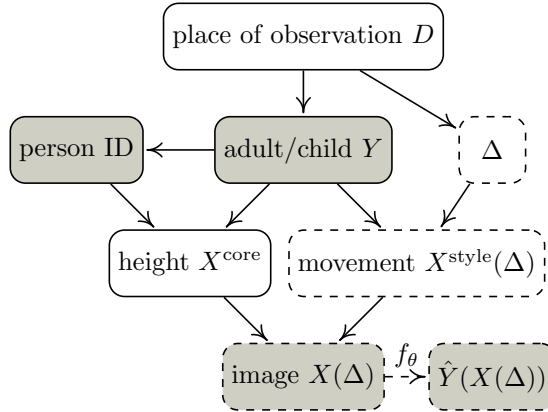 place of observation D
person ID
adult/child Y
Δ
height X^core
movement X^style(Δ)
image X(Δ)
f_θ
Ŷ(X(Δ))